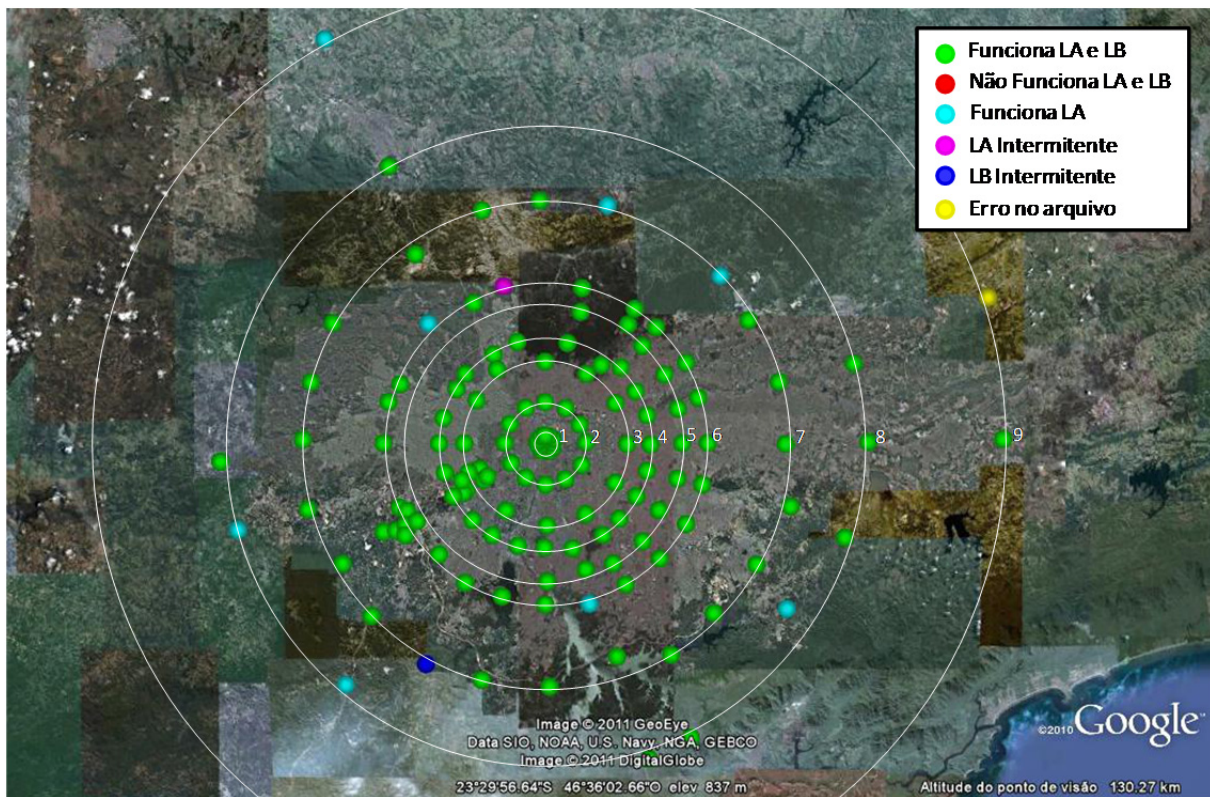 Funciona LA e LB
Não Funciona LA e LB
Funciona LA
LA Intermitente
LB Intermitente
Erro no arquivo
1 2 3 4 5 6 7 8 9
Image © 2011 GeoEye
Data SIO, NOAA, U.S. Navy, NGA, GEBCO
Image © 2011 DigitalGlobe
©2010 Google™
23°29'56.64"S 46°36'02.66"O elev 837 m
Altitude do ponto de visão 130.27 km